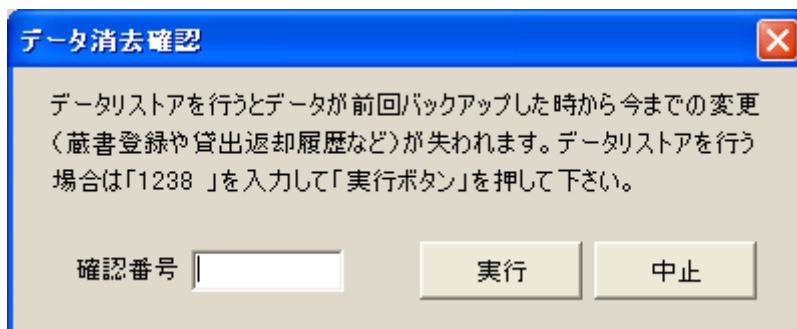 データ消去確認
データリストアを行うとデータが前回バックアップした時から今までの変更
(蔵書登録や貸出返却履歴など)が失われます。データリストアを行う
場合は「1238 」を入力して「実行ボタン」を押して下さい。
確認番号 実行 中止